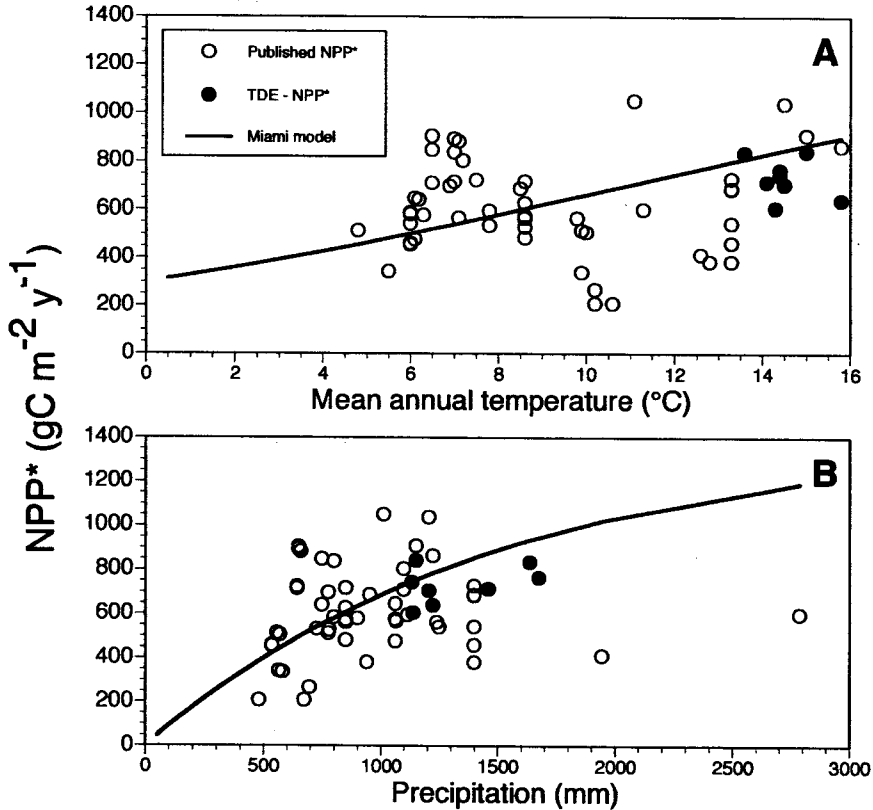 NPP* (gC m⁻² y⁻¹)
1400
1200
1000
800
600
400
200
0
Published NPP*
TDE - NPP*
Miami model
A
0 2 4 6 8 10 12 14 16
Mean annual temperature (°C)
1400
1200
1000
800
600
400
200
0
B
0 500 1000 1500 2000 2500 3000
Precipitation (mm)